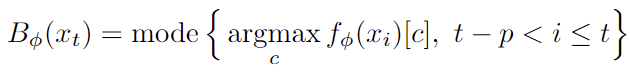 B_ϕ(x_t) = mode { argmax_c f_ϕ(x_i)[c], t − p < i ≤ t }